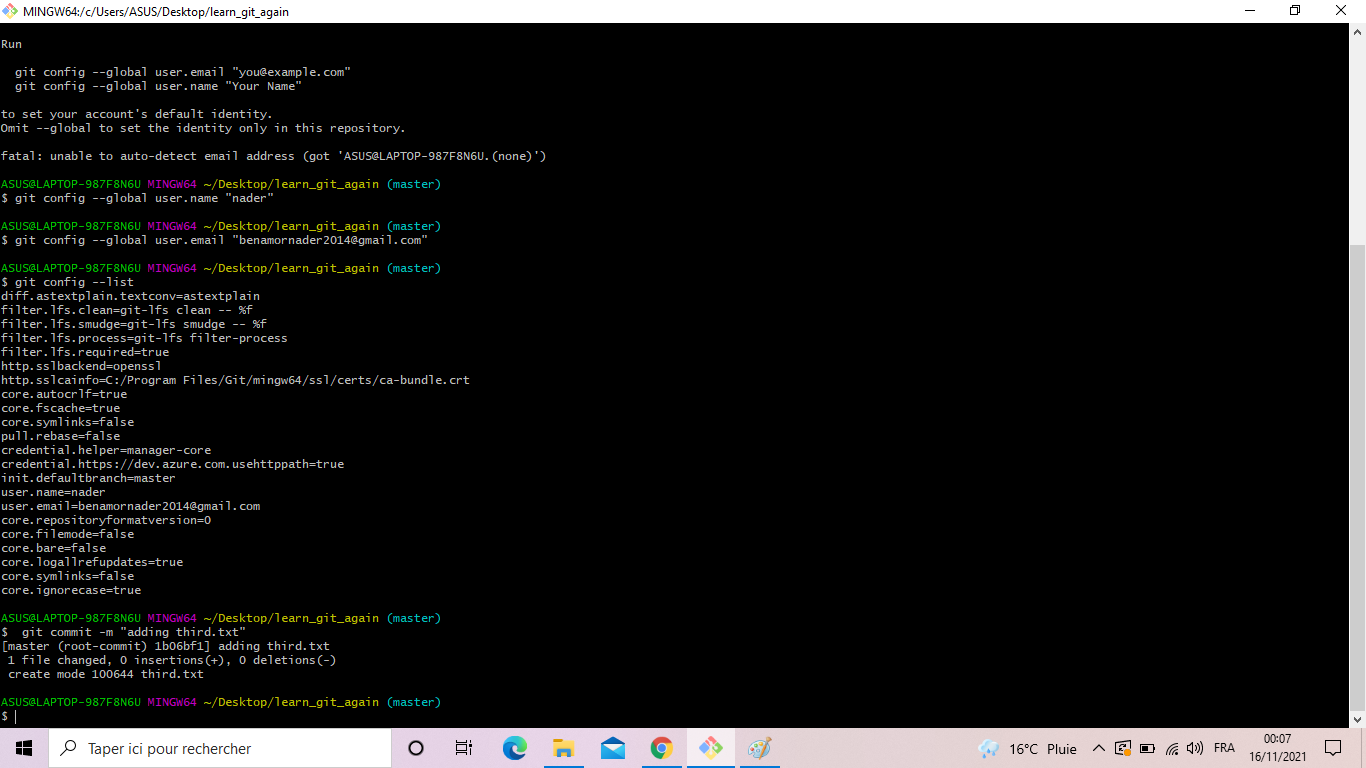 MINGW64:/c/Users/ASUS/Desktop/learn_git_again
Run
git config --global user.email "you@example.com"
git config --global user.name "Your Name"
to set your account's default identity.
Omit --global to set the identity only in this repository.
fatal: unable to auto-detect email address (got 'ASUS@LAPTOP-987F8N6U.(none)')
ASUS@LAPTOP-987F8N6U MINGW64 ~/Desktop/learn_git_again (master)
$ git config --global user.name "nader"
ASUS@LAPTOP-987F8N6U MINGW64 ~/Desktop/learn_git_again (master)
$ git config --global user.email "benamornader2014@gmail.com"
ASUS@LAPTOP-987F8N6U MINGW64 ~/Desktop/learn_git_again (master)
$ git config --list
diff.astextplain.textconv=astextplain
filter.lfs.clean=git-lfs clean -- %f
filter.lfs.smudge=git-lfs smudge -- %f
filter.lfs.process=git-lfs filter-process
filter.lfs.required=true
http.sslbackend=openssl
http.sslcainfo=C:/Program Files/Git/mingw64/ssl/certs/ca-bundle.crt
core.autocrlf=true
core.fscache=true
core.symlinks=false
pull.rebase=false
credential.helper=manager-core
credential.https://dev.azure.com.usehttppath=true
init.defaultbranch=master
user.name=nader
user.email=benamornader2014@gmail.com
core.repositoryformatversion=0
core.filemode=false
core.bare=false
core.logallrefupdates=true
core.symlinks=false
core.ignorecase=true
ASUS@LAPTOP-987F8N6U MINGW64 ~/Desktop/learn_git_again (master)
$  git commit -m "adding third.txt"
[master (root-commit) 1b06bf1] adding third.txt
1 file changed, 0 insertions(+), 0 deletions(-)
create mode 100644 third.txt
ASUS@LAPTOP-987F8N6U MINGW64 ~/Desktop/learn_git_again (master)
$
Taper ici pour rechercher
16°C Pluie
FRA
00:07
16/11/2021